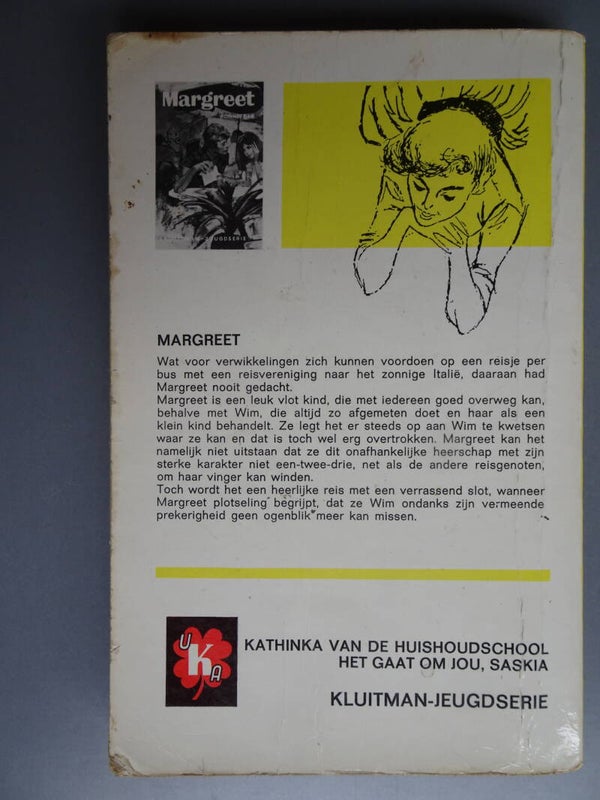 Margreet
JEUGDSERIE
MARGREET
Wat voor verwikkelingen zich kunnen voordoen op een reisje per
bus met een reisvereniging naar het zonnige Italië, daaraan had
Margreet nooit gedacht.
Margreet is een leuk vlot kind, die met iedereen goed overweg kan,
behalve met Wim, die altijd zo afgemeten doet en haar als een
klein kind behandelt. Ze legt het er steeds op aan Wim te kwetsen
waar ze kan en dat is toch wel erg overtrokken. Margreet kan het
namelijk niet uitstaan dat ze dit onafhankelijke heerschap met zijn
sterke karakter niet een-twee-drie, net als de andere reisgenoten,
om haar vinger kan winden.
Toch wordt het een heerlijke reis met een verrassend slot, wanneer
Margreet plotseling begrijpt, dat ze Wim ondanks zijn vermeende
prekerigheid geen ogenblik meer kan missen.
UKA
KATHINKA VAN DE HUISHOUDSCHOOL
HET GAAT OM JOU, SASKIA
KLUITMAN-JEUGDSERIE